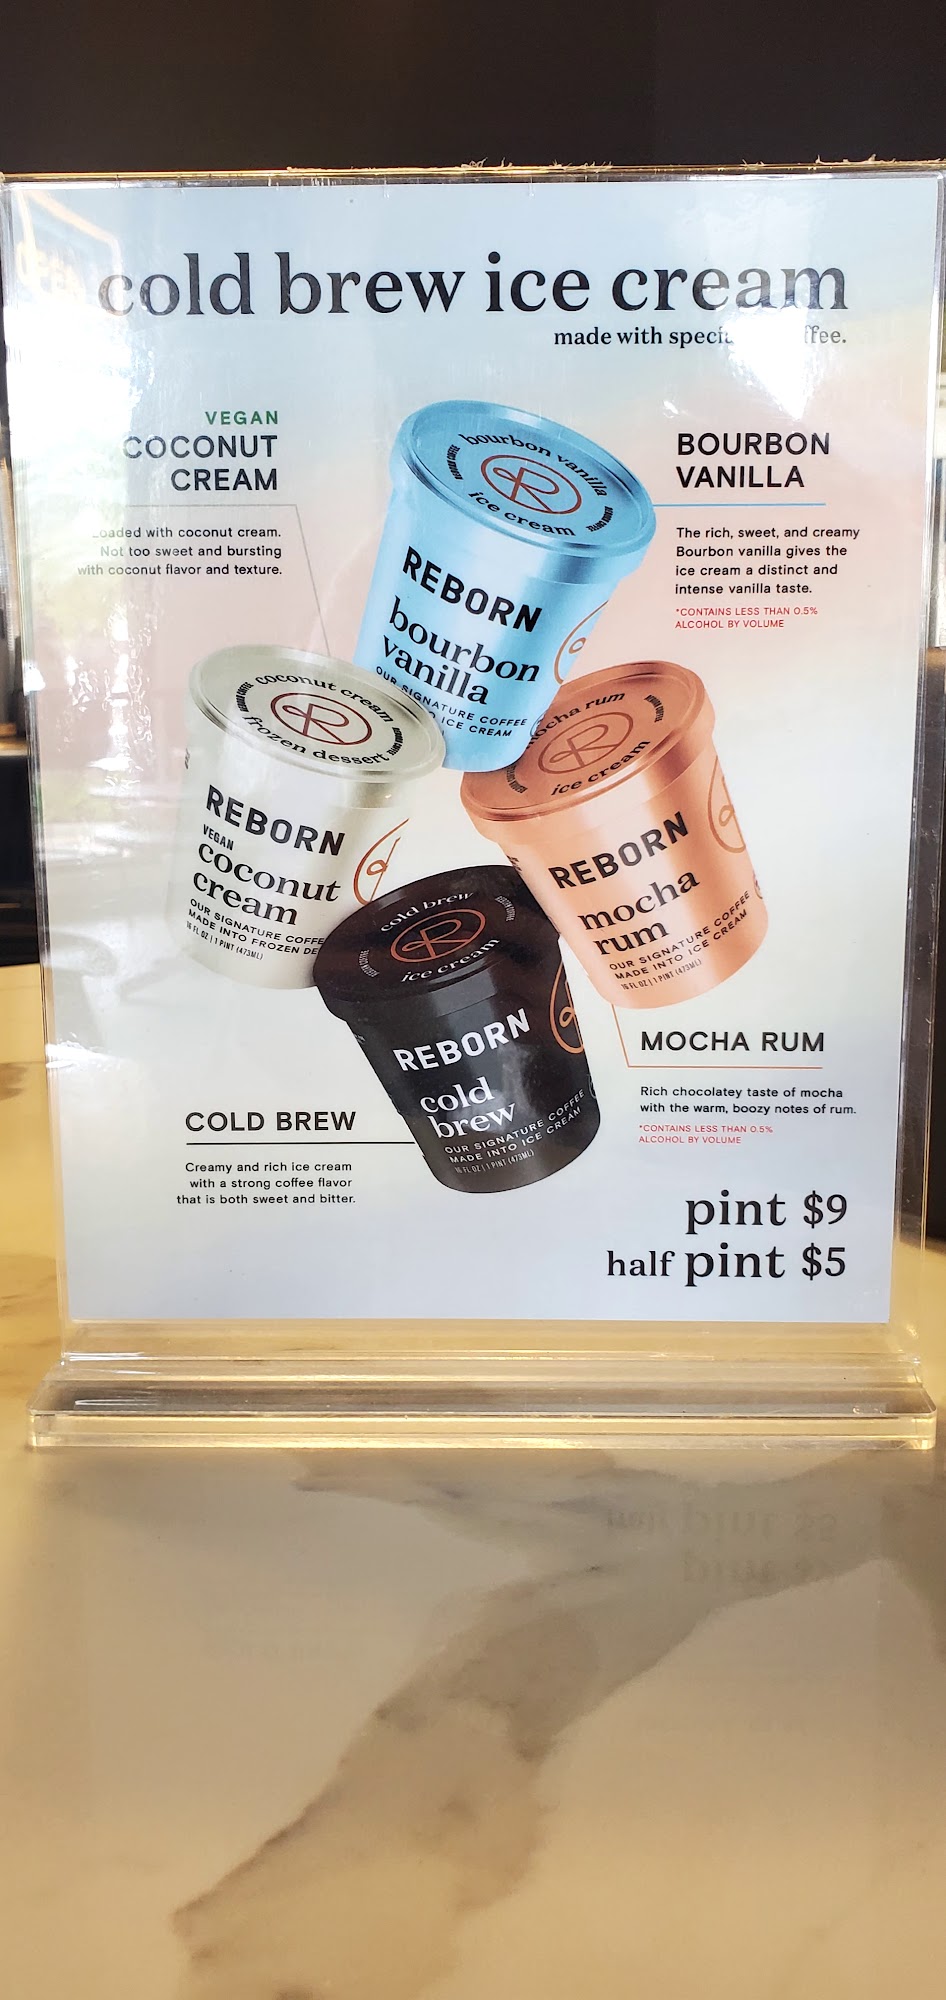 cold brew ice cream
made with
VEGAN
COCONUT
CREAM
Loaded with coconut cream.
Not too sweet and bursting
with coconut flavor and texture.
BOURBON
VANILLA
The rich, sweet, and creamy
Bourbon vanilla gives the
ice cream a distinct and
intense vanilla taste.
*CONTAINS LESS THAN 0.5%
ALCOHOL BY VOLUME
bourbon vanilla
ice cream
REBORN
bourbon
vanilla
OUR SIGNATURE COFFEE
ICE CREAM
coconut cream
frozen dessert
REBORN
VEGAN
coconut
cream
OUR SIGNATURE COFFE
MADE INTO FROZEN DE
16 FL OZ | 1 PINT (473ML)
mocha rum
ice cream
REBORN
mocha
rum
OUR SIGNATURE COFFEE
MADE INTO ICE CREAM
16 FL OZ | 1 PINT (473ML)
cold brew
ice cream
REBORN
cold
brew
OUR SIGNATURE COFFEE
MADE INTO ICE CREAM
16 FL OZ | 1 PINT (473ML)
MOCHA RUM
Rich chocolatey taste of mocha
with the warm, boozy notes of rum.
*CONTAINS LESS THAN 0.5%
ALCOHOL BY VOLUME
COLD BREW
Creamy and rich ice cream
with a strong coffee flavor
that is both sweet and bitter.
pint $9
half pint $5